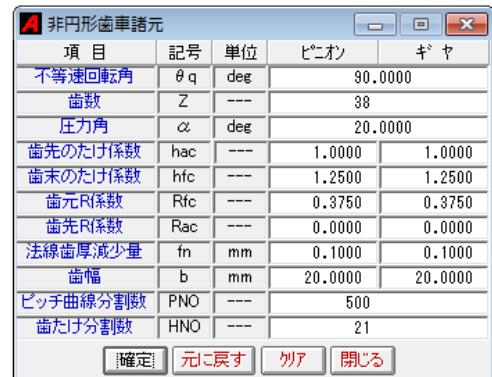 非円形歯車諸元
項 目 記号 単位 ピニオン ギ ヤ
不等速回転角 θq deg 90.0000
歯数 Z --- 38
圧力角 α deg 20.0000
歯先のたけ係数 hac --- 1.0000 1.0000
歯末のたけ係数 hfc --- 1.2500 1.2500
歯元R係数 Rfc --- 0.3750 0.3750
歯先R係数 Rac --- 0.0000 0.0000
法線歯厚減少量 fn mm 0.1000 0.1000
歯幅 b mm 20.0000 20.0000
ピッチ曲線分割数 PNO --- 500
歯たけ分割数 HNO --- 21
確定 元に戻す クリア 閉じる